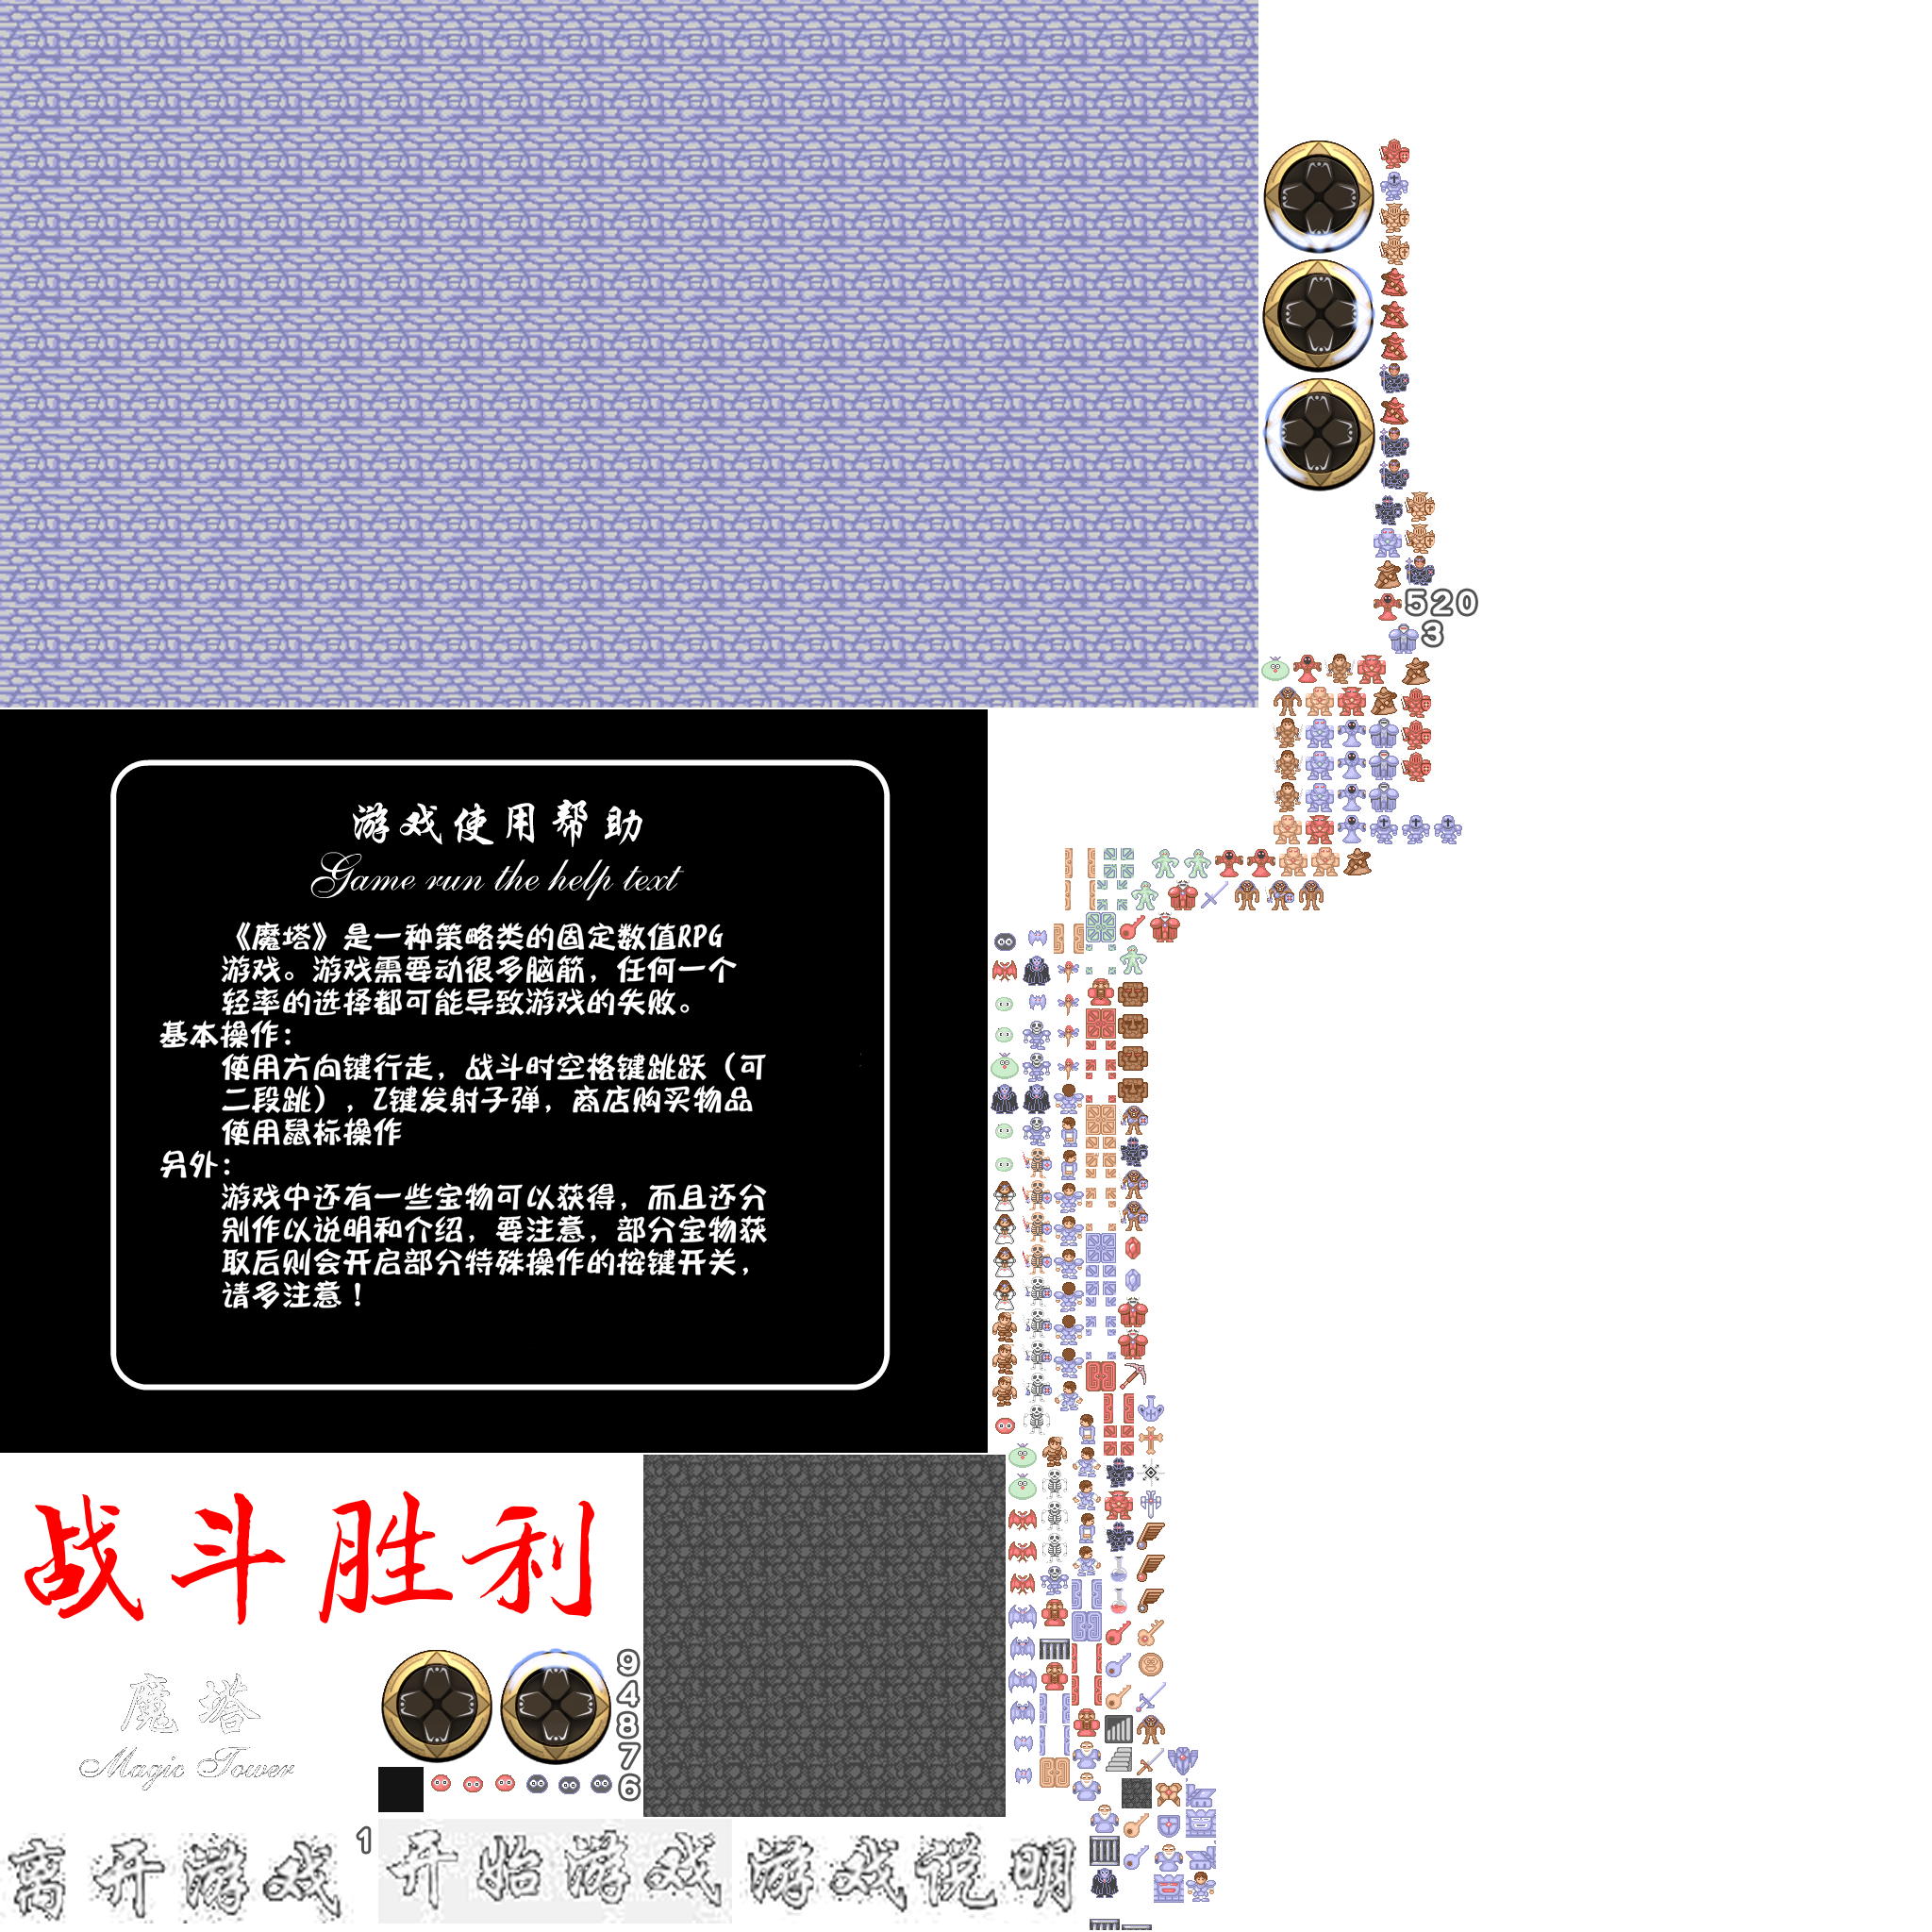 520
3
游戏使用帮助
Game run the help text
《魔塔》是一种策略类的固定数值RPG
游戏。游戏需要动很多脑筋，任何一个
轻率的选择都可能导致游戏的失败。
基本操作：
使用方向键行走，战斗时空格键跳跃（可
二段跳），Z键发射子弹，商店购买物品
使用鼠标操作
另外：
游戏中还有一些宝物可以获得，而且还分
别作以说明和介绍，要注意，部分宝物获
取后则会开启部分特殊操作的按键开关，
请多注意！
战斗胜利
魔塔
Magic Tower
9
4
8
7
6
离开游戏
1
开始游戏
游戏说明